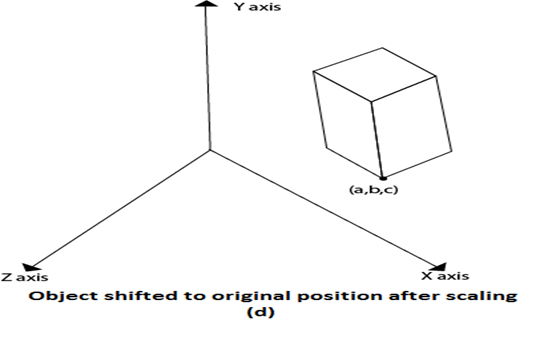 Y axis
(a,b,c)
Z axis
X axis
Object shifted to original position after scaling
(d)